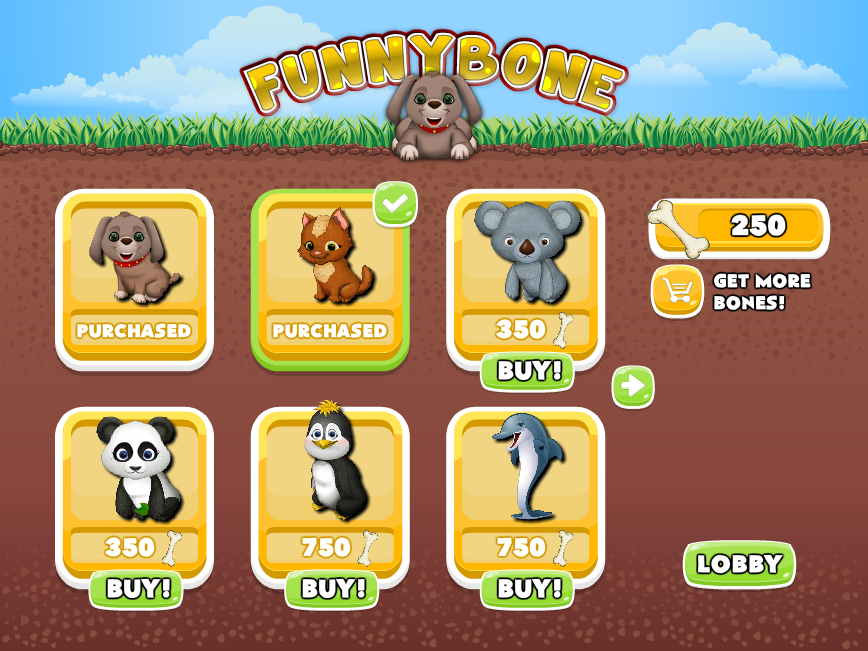 FUNNYBONE
PURCHASED
PURCHASED
350
BUY!
250
GET MORE
BONES!
350
BUY!
750
BUY!
750
BUY!
LOBBY